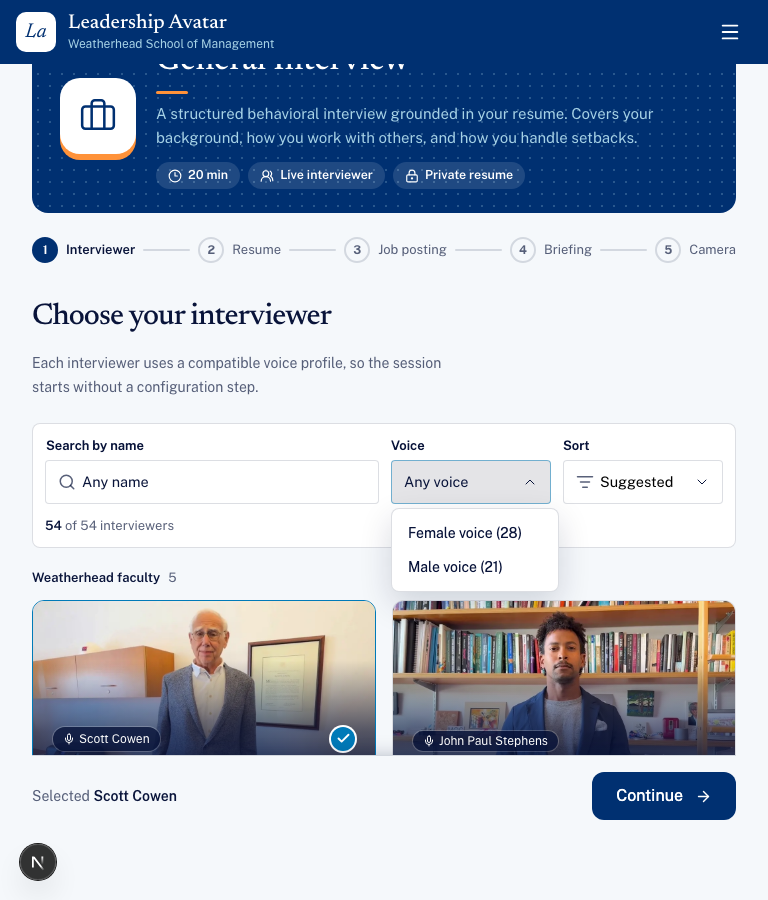 La
Leadership Avatar
Weatherhead School of Management
General Interview
A structured behavioral interview grounded in your resume. Covers your
background, how you work with others, and how you handle setbacks.
20 min
Live interviewer
Private resume
1 Interviewer
2 Resume
3 Job posting
4 Briefing
5 Camera
Choose your interviewer
Each interviewer uses a compatible voice profile, so the session
starts without a configuration step.
Search by name
Any name
Voice
Any voice
Sort
Suggested
54 of 54 interviewers
Female voice (28)
Male voice (21)
Weatherhead faculty 5
Scott Cowen
John Paul Stephens
Selected Scott Cowen
Continue
N